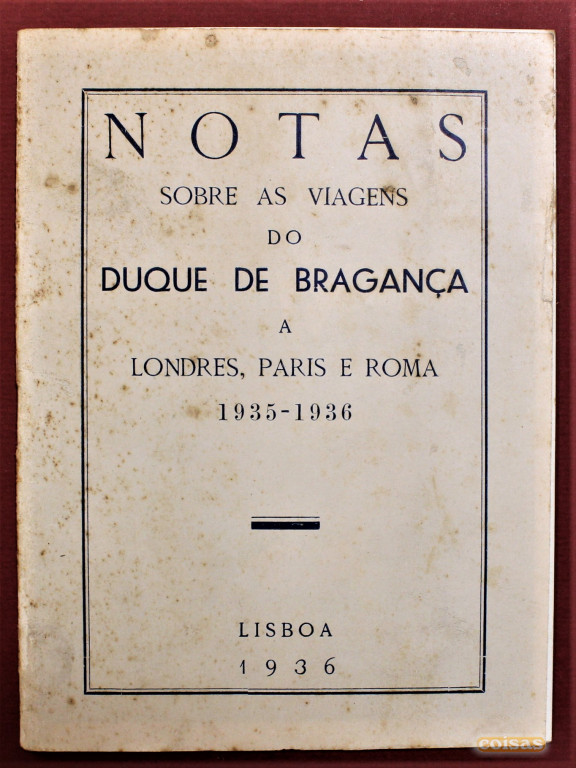 NOTAS
SOBRE AS VIAGENS
DO
DUQUE DE BRAGANÇA
A
LONDRES, PARIS E ROMA
1935-1936
LISBOA
1936
coisas